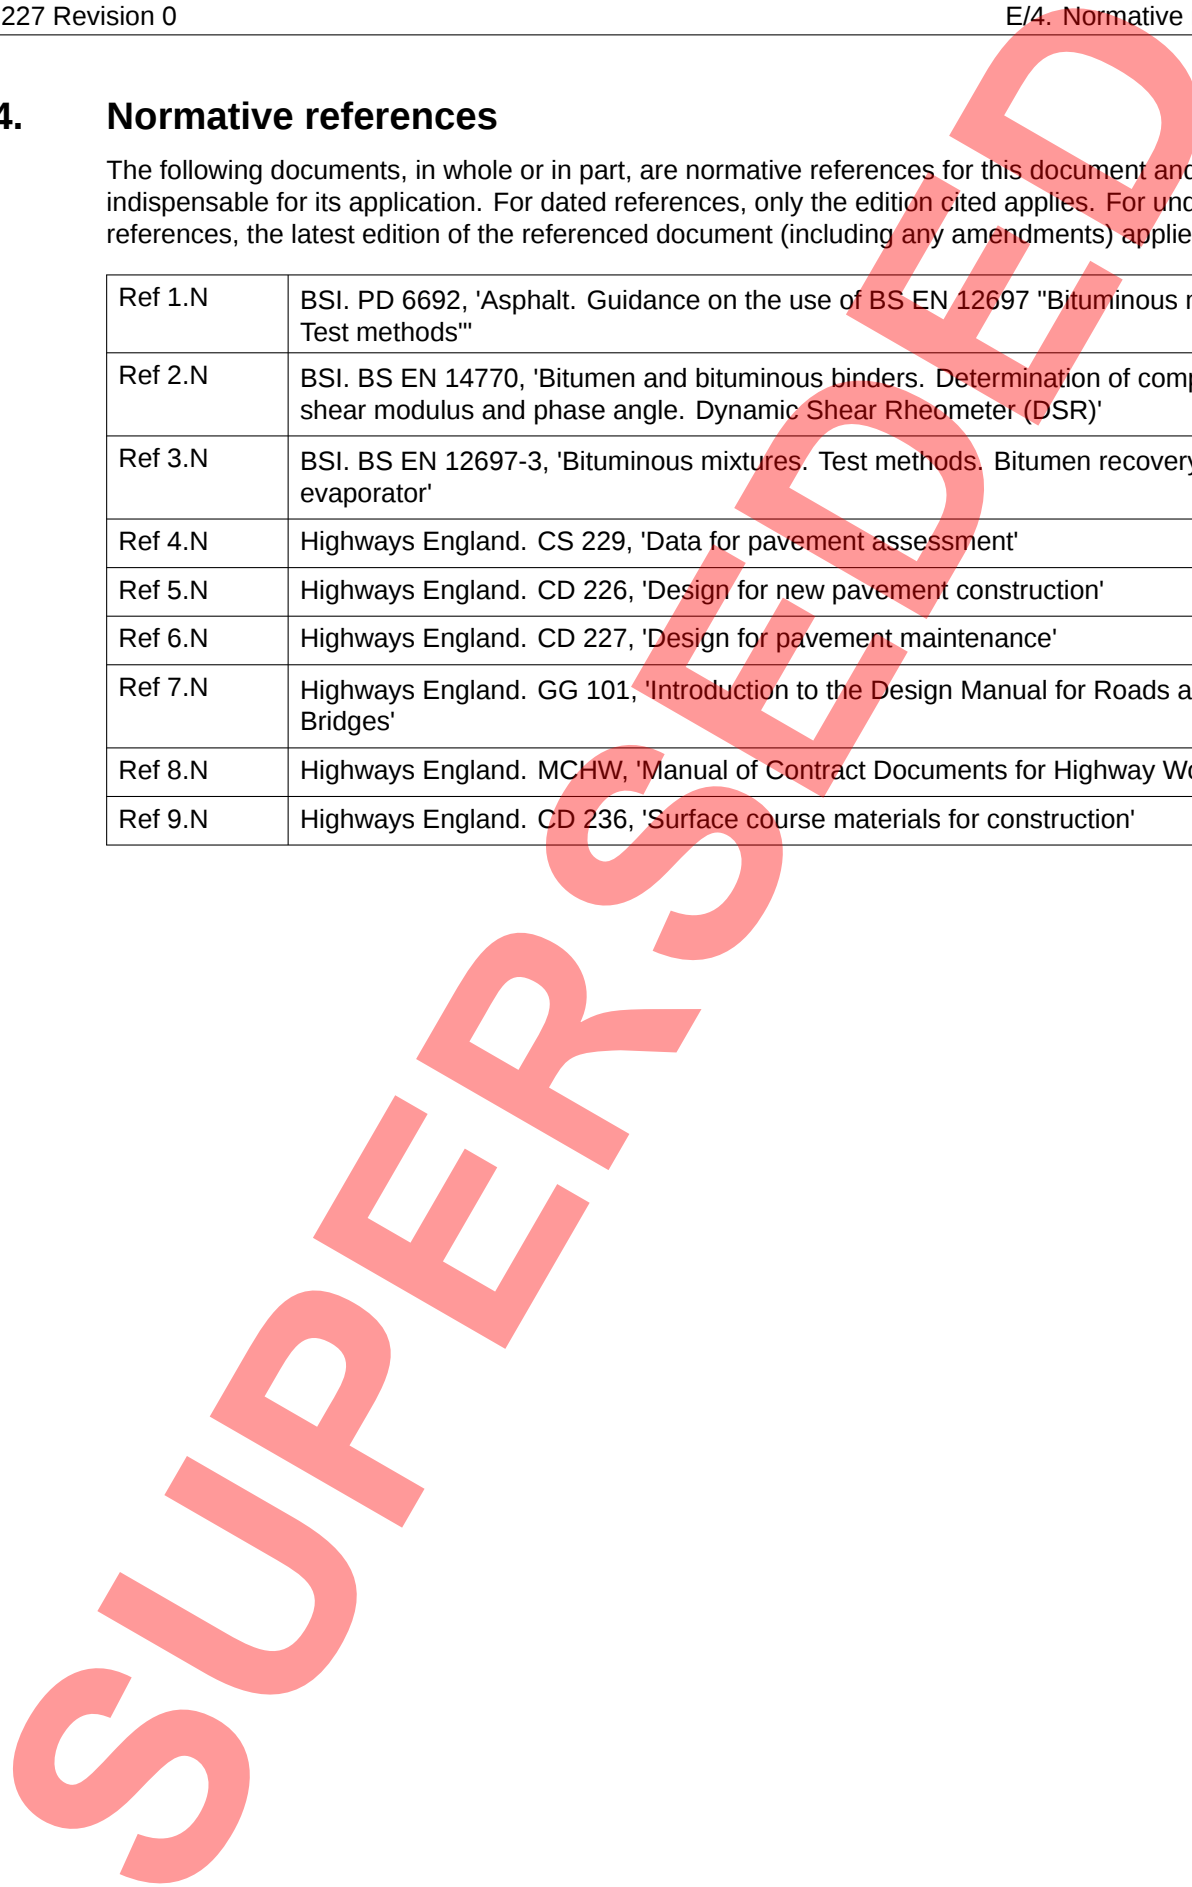 227 Revision 0 E/4. Normative
4. Normative references
The following documents, in whole or in part, are normative references for this document and
indispensable for its application. For dated references, only the edition cited applies. For und
references, the latest edition of the referenced document (including any amendments) applie
Ref 1.N BSI. PD 6692, 'Asphalt. Guidance on the use of BS EN 12697 "Bituminous m
Test methods"'
Ref 2.N BSI. BS EN 14770, 'Bitumen and bituminous binders. Determination of comp
shear modulus and phase angle. Dynamic Shear Rheometer (DSR)'
Ref 3.N BSI. BS EN 12697-3, 'Bituminous mixtures. Test methods. Bitumen recovery
evaporator'
Ref 4.N Highways England. CS 229, 'Data for pavement assessment'
Ref 5.N Highways England. CD 226, 'Design for new pavement construction'
Ref 6.N Highways England. CD 227, 'Design for pavement maintenance'
Ref 7.N Highways England. GG 101, 'Introduction to the Design Manual for Roads a
Bridges'
Ref 8.N Highways England. MCHW, 'Manual of Contract Documents for Highway Wo
Ref 9.N Highways England. CD 236, 'Surface course materials for construction'
SUPERSEDED